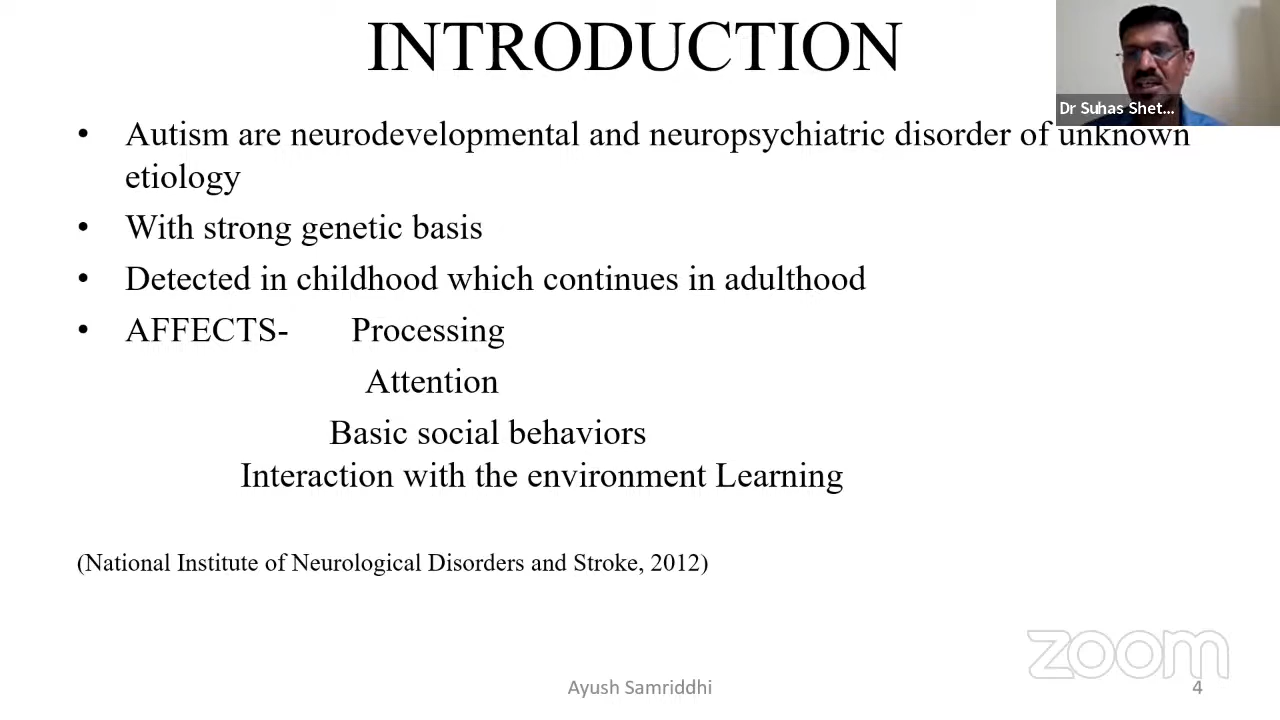 INTRODUCTION
Dr Suhas Shet...
• Autism are neurodevelopmental and neuropsychiatric disorder of unknown
etiology
• With strong genetic basis
• Detected in childhood which continues in adulthood
• AFFECTS- Processing
Attention
Basic social behaviors
Interaction with the environment Learning
(National Institute of Neurological Disorders and Stroke, 2012)
zoom
Ayush Samriddhi
4